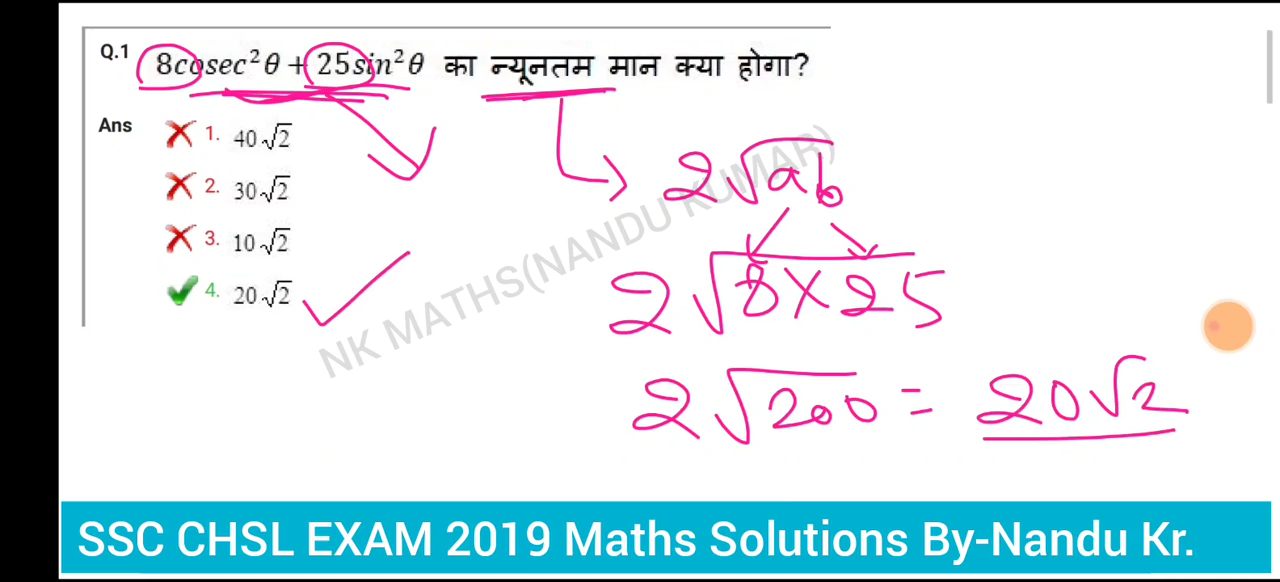 Q.1 8cosec²θ + 25sin²θ का न्यूनतम मान क्या होगा?
Ans 1. 40√2
2. 30√2
3. 10√2
4. 20√2
2√ab
2√8×25
2√200 = 20√2
NK MATHS(NANDU KUMAR)
SSC CHSL EXAM 2019 Maths Solutions By-Nandu Kr.